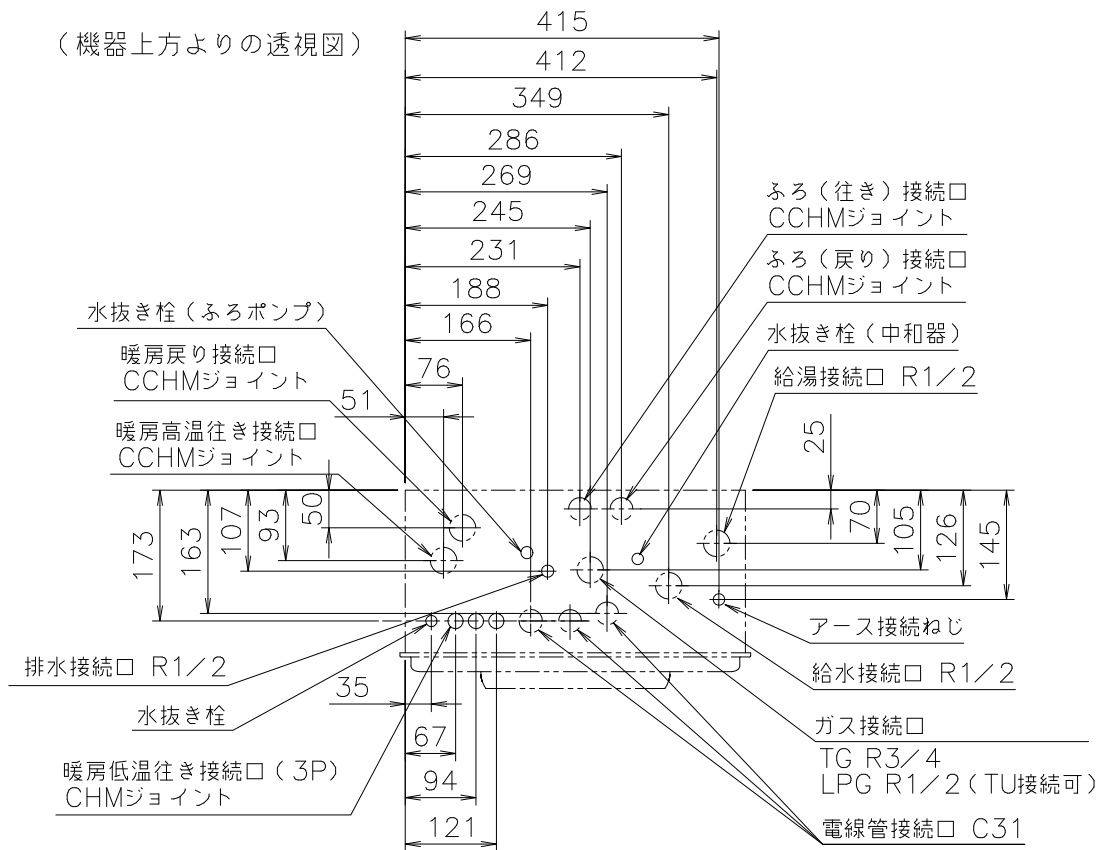 （機器上方よりの透視図）
415
412
349
286
269
245
231
188
166
76
51
ふろ（往き）接続口
CCHMジョイント
ふろ（戻り）接続口
CCHMジョイント
水抜き栓（中和器）
給湯接続口 R1/2
水抜き栓（ふろポンプ）
暖房戻り接続口
CCHMジョイント
暖房高温往き接続口
CCHMジョイント
173
163
107
93
50
25
70
105
126
145
アース接続ねじ
給水接続口 R1/2
ガス接続口
TG R3/4
LPG R1/2（TU接続可）
電線管接続口 C31
排水接続口 R1/2
水抜き栓
暖房低温往き接続口（3P）
CHMジョイント
35
67
94
121